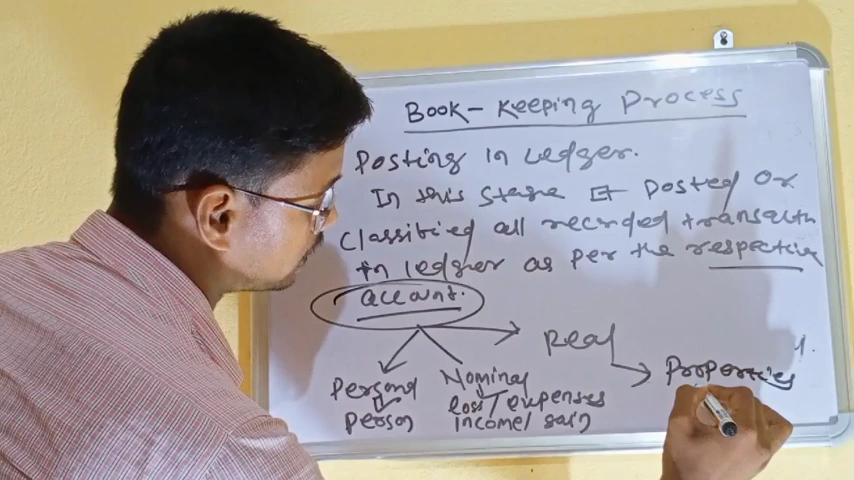 Book-Keeping Process
Posting in Ledger.
In this stage It posted or
Classified all recorded transaction
in ledger as per the respective
account.
Real
Properties
Personal Nominal
Person loss/expenses
income/gain